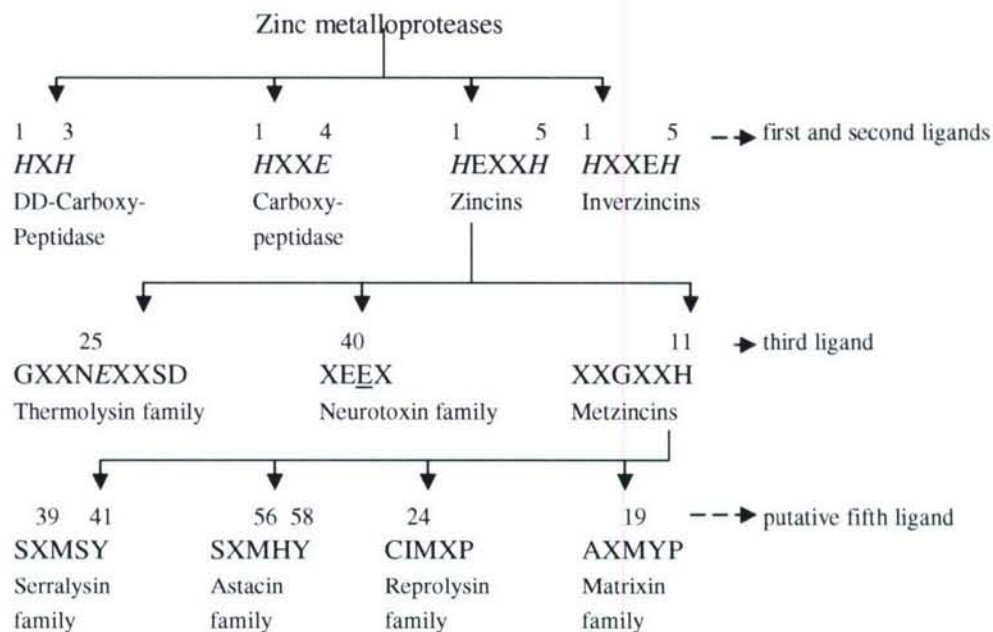 Zinc metalloproteases
1 3 1 4 1 5 1 5 first and second ligands
HXH HXXE HEXXH HXXEH
DD-Carboxy- Carboxy- Zincins Inverzincins
Peptidase peptidase
25 40 11 third ligand
GXXNEXXSD XEEX XXGXXH
Thermolysin family Neurotoxin family Metzincins
39 41 56 58 24 19 putative fifth ligand
SXMSY SXMHY CIMXP AXMYP
Serralysin Astacin Reprolysin Matrixin
family family family family